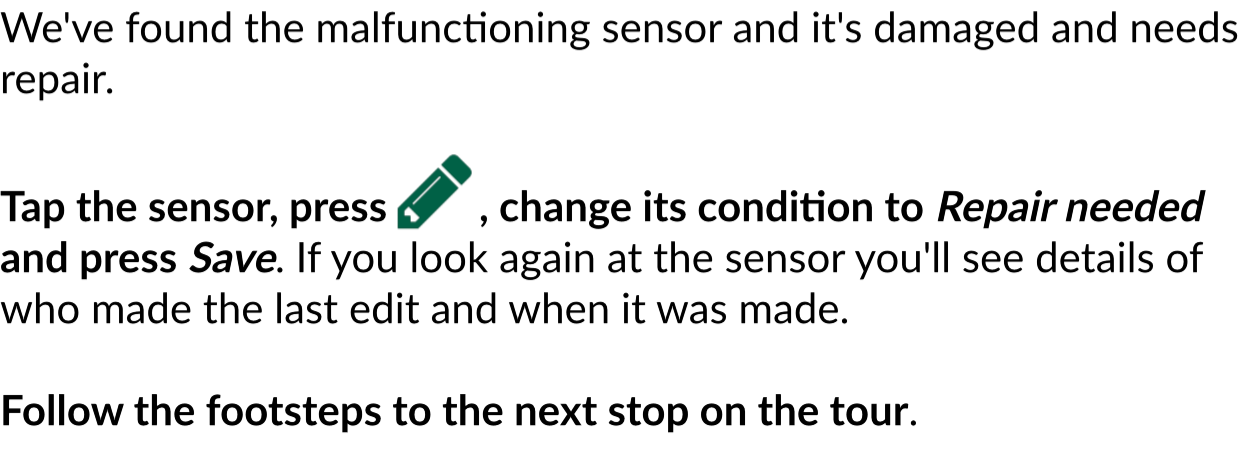 We've found the malfunctioning sensor and it's damaged and needs
repair.
Tap the sensor, press , change its condition to Repair needed
and press Save. If you look again at the sensor you'll see details of
who made the last edit and when it was made.
Follow the footsteps to the next stop on the tour.